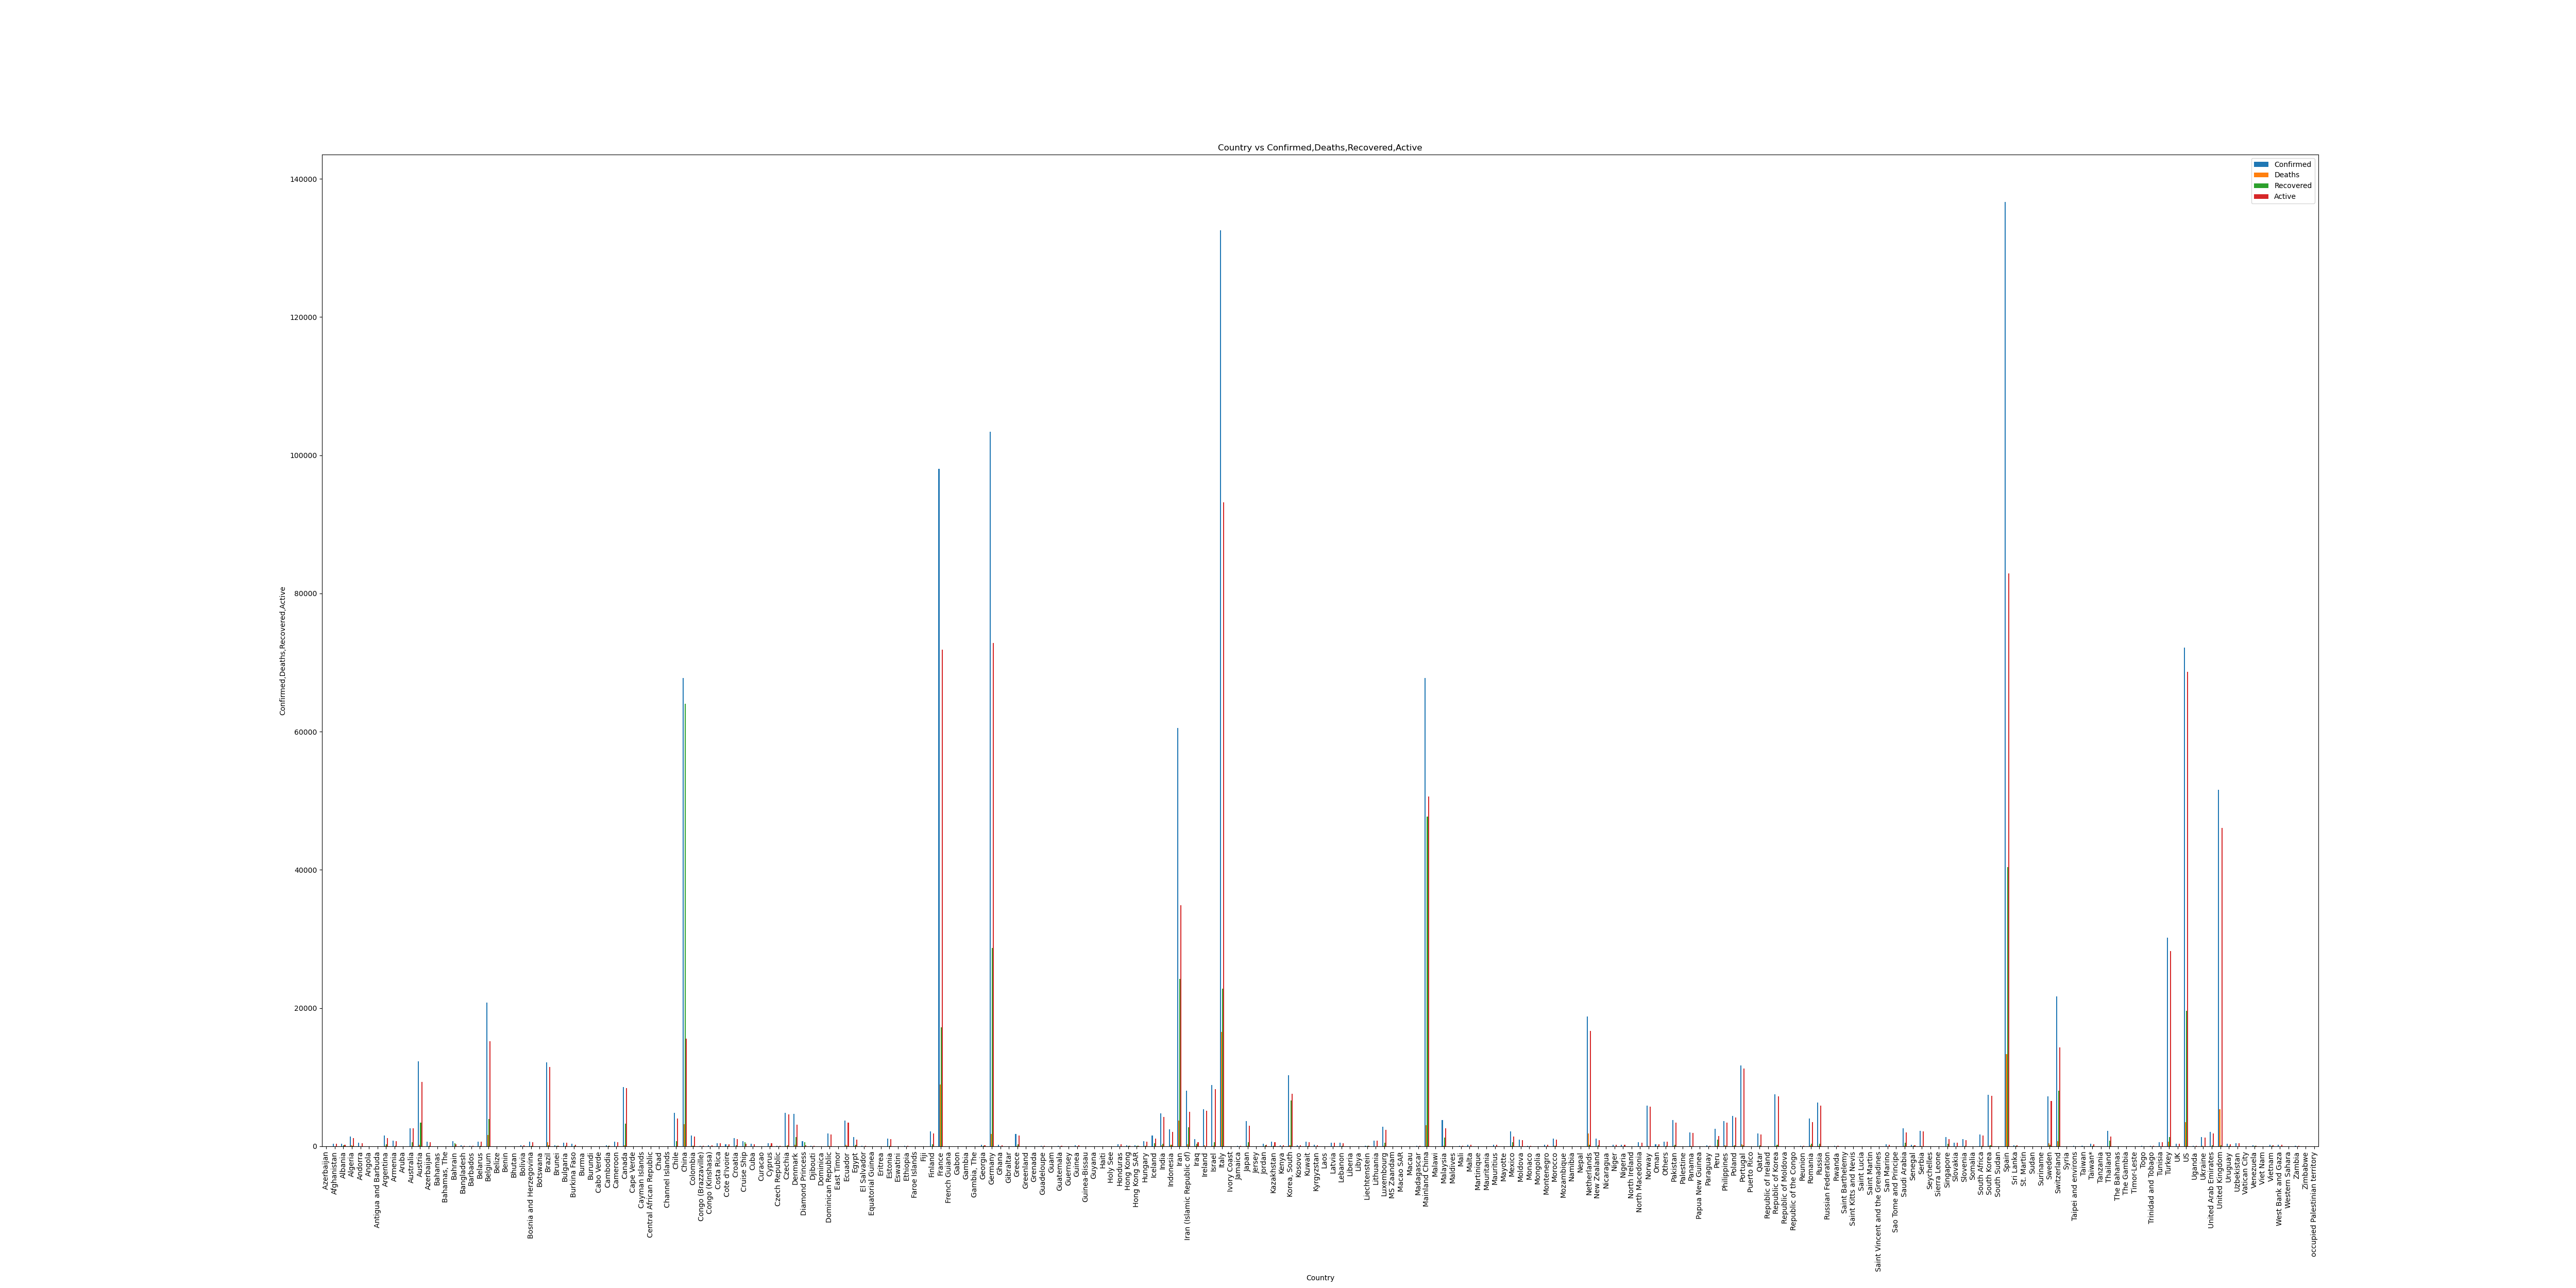 Country vs Confirmed,Deaths,Recovered,Active
Confirmed
Deaths
Recovered
Active
Confirmed,Deaths,Recovered,Active
140000
120000
100000
80000
60000
40000
20000
0
Azerbaijan
Afghanistan
Albania
Algeria
Andorra
Angola
Antigua and Barbuda
Argentina
Armenia
Aruba
Australia
Austria
Azerbaijan
Bahamas
Bahamas, The
Bahrain
Bangladesh
Barbados
Belarus
Belgium
Belize
Benin
Bhutan
Bolivia
Bosnia and Herzegovina
Botswana
Brazil
Brunei
Bulgaria
Burkina Faso
Burma
Burundi
Cabo Verde
Cambodia
Cameroon
Canada
Cape Verde
Cayman Islands
Central African Republic
Chad
Channel Islands
Chile
China
Colombia
Congo (Brazzaville)
Congo (Kinshasa)
Costa Rica
Cote d'Ivoire
Croatia
Cruise Ship
Cuba
Curacao
Cyprus
Czech Republic
Czechia
Denmark
Diamond Princess
Djibouti
Dominica
Dominican Republic
East Timor
Ecuador
Egypt
El Salvador
Equatorial Guinea
Eritrea
Estonia
Eswatini
Ethiopia
Faroe Islands
Fiji
Finland
France
French Guiana
Gabon
Gambia
Gambia, The
Georgia
Germany
Ghana
Gibraltar
Greece
Greenland
Grenada
Guadeloupe
Guam
Guatemala
Guernsey
Guinea
Guinea-Bissau
Guyana
Haiti
Holy See
Honduras
Hong Kong
Hong Kong SAR
Hungary
Iceland
India
Indonesia
Iran
Iran (Islamic Republic of)
Iraq
Ireland
Israel
Italy
Ivory Coast
Jamaica
Japan
Jersey
Jordan
Kazakhstan
Kenya
Korea, South
Kosovo
Kuwait
Kyrgyzstan
Laos
Latvia
Lebanon
Liberia
Libya
Liechtenstein
Lithuania
Luxembourg
MS Zaandam
Macao SAR
Macau
Madagascar
Mainland China
Malawi
Malaysia
Maldives
Mali
Malta
Martinique
Mauritania
Mauritius
Mayotte
Mexico
Moldova
Monaco
Mongolia
Montenegro
Morocco
Mozambique
Namibia
Nepal
Netherlands
New Zealand
Nicaragua
Niger
Nigeria
North Ireland
North Macedonia
Norway
Oman
Others
Pakistan
Palestine
Panama
Papua New Guinea
Paraguay
Peru
Philippines
Poland
Portugal
Puerto Rico
Qatar
Republic of Ireland
Republic of Korea
Republic of Moldova
Republic of the Congo
Reunion
Romania
Russia
Russian Federation
Rwanda
Saint Barthelemy
Saint Kitts and Nevis
Saint Lucia
Saint Martin
Saint Vincent and the Grenadines
San Marino
Sao Tome and Principe
Saudi Arabia
Senegal
Serbia
Seychelles
Sierra Leone
Singapore
Slovakia
Slovenia
Somalia
South Africa
South Korea
South Sudan
Spain
Sri Lanka
St. Martin
Sudan
Suriname
Sweden
Switzerland
Syria
Taipei and environs
Taiwan
Taiwan*
Tanzania
Thailand
The Bahamas
The Gambia
Timor-Leste
Togo
Trinidad and Tobago
Tunisia
Turkey
UK
US
Uganda
Ukraine
United Arab Emirates
United Kingdom
Uruguay
Uzbekistan
Vatican City
Venezuela
Viet Nam
Vietnam
West Bank and Gaza
Western Sahara
Zambia
Zimbabwe
occupied Palestinian territory
Country